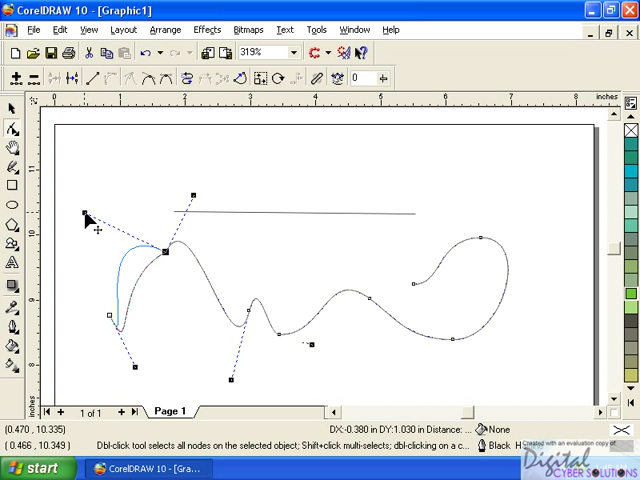 CorelDRAW 10 - [Graphic1]
File Edit View Layout Arrange Effects Bitmaps Text Tools Window Help
319%
0
0 1 2 3 4 5 6 7 8 inches
10
9
8
inches
1 of 1 Page 1
(0.470, 10.335) DX:-0.380 in DY:1.030 in Distance: ... None
(0.466, 10.349) Dbl-click tool selects all nodes on the selected object; Shift+click multi-selects; dbl-clicking on a c... Black
Created with an evaluation copy of
Digital
CYBER SOLUTIONS
start CorelDRAW 10 - [Gra...